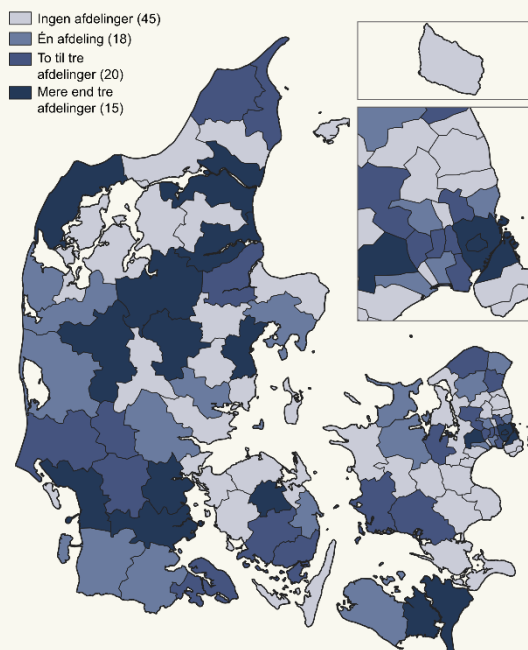 Ingen afdelinger (45)
Én afdeling (18)
To til tre
afdelinger (20)
Mere end tre
afdelinger (15)